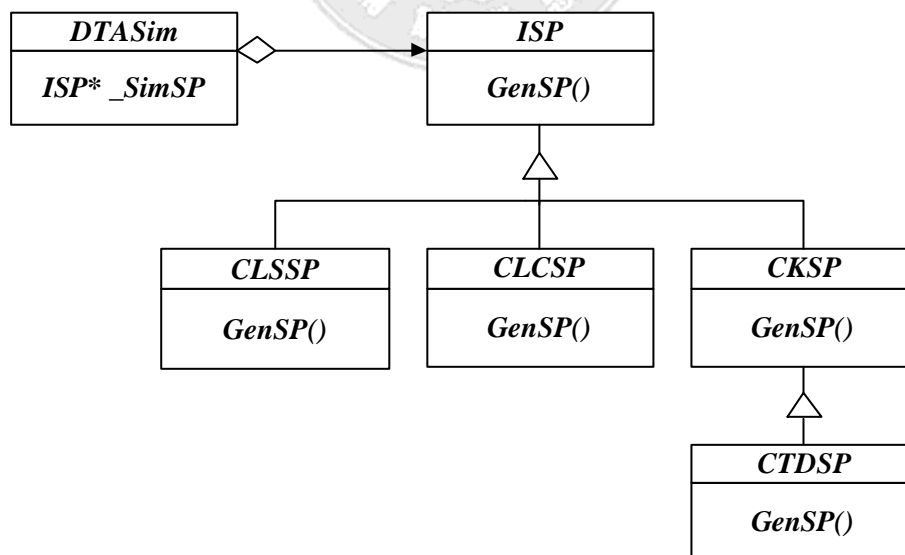 DTASim
ISP* _SimSP
ISP
GenSP()
CLSSP
GenSP()
CLCSP
GenSP()
CKSP
GenSP()
CTDSP
GenSP()